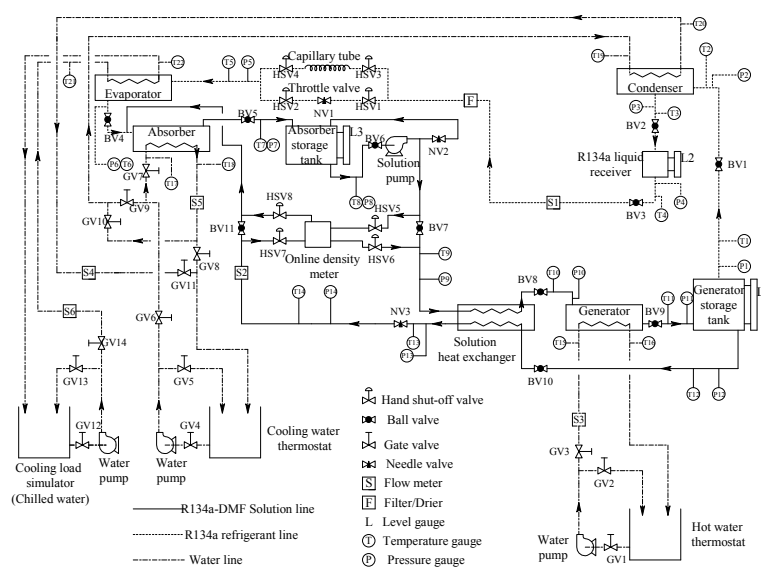 T20
T22
T5
P5
Capillary tube
HSV4
HSV3
T19
T2
T21
Evaporator
Throttle valve
HSV2
NV1
HSV1
F
Condenser
P2
P3
T3
BV4
Absorber
BV5
T7
P7
Absorber
storage
tank
L3
BV6
Solution
pump
NV2
BV2
R134a liquid
receiver
L2
BV1
P6
T6
GV7
T17
T18
T8
P8
S5
GV9
GV10
HSV8
HSV5
S1
BV3
T4
P4
BV11
HSV7
Online density
meter
HSV6
BV7
T9
T1
S4
GV11
GV8
S2
P9
P1
S6
GV6
T14
P14
NV3
BV8
T10
P10
Generator
T11
P11
BV9
Generator
storage
tank
L
GV14
T13
P13
Solution
heat exchanger
T15
T16
GV13
GV5
BV10
T12
P12
Hand shut-off valve
Ball valve
GV12
GV4
Cooling water
thermostat
Gate valve
S3
Cooling load
simulator
(Chilled water)
Water
pump
Water
pump
Needle valve
GV3
S Flow meter
GV2
F Filter/Drier
R134a-DMF Solution line
L Level gauge
R134a refrigerant line
T Temperature gauge
Water
pump
Hot water
thermostat
Water line
P Pressure gauge
GV1